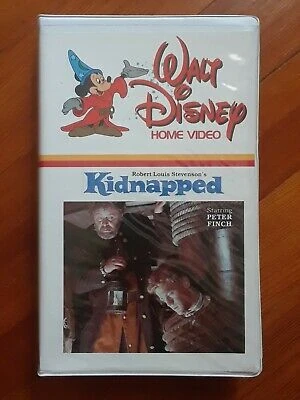 WALT
DISNEY
HOME VIDEO
Robert Louis Stevenson's
Kidnapped
Starring
PETER
FINCH